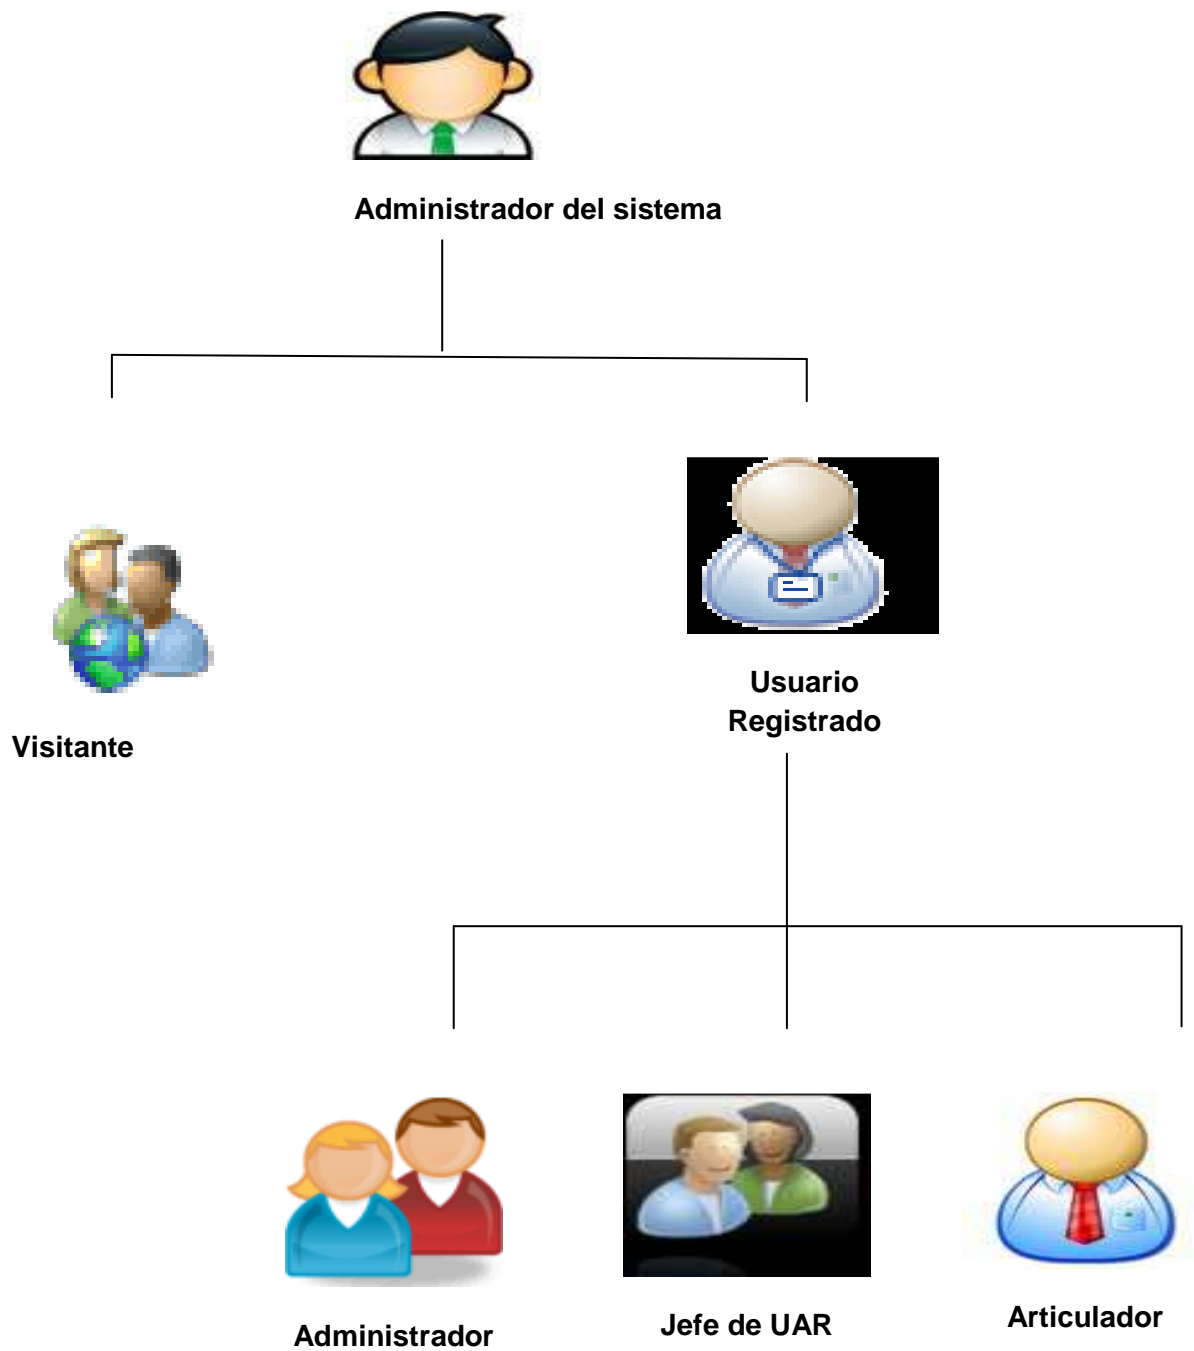 Administrador del sistema
Usuario
Registrado
Visitante
Administrador
Jefe de UAR
Articulador